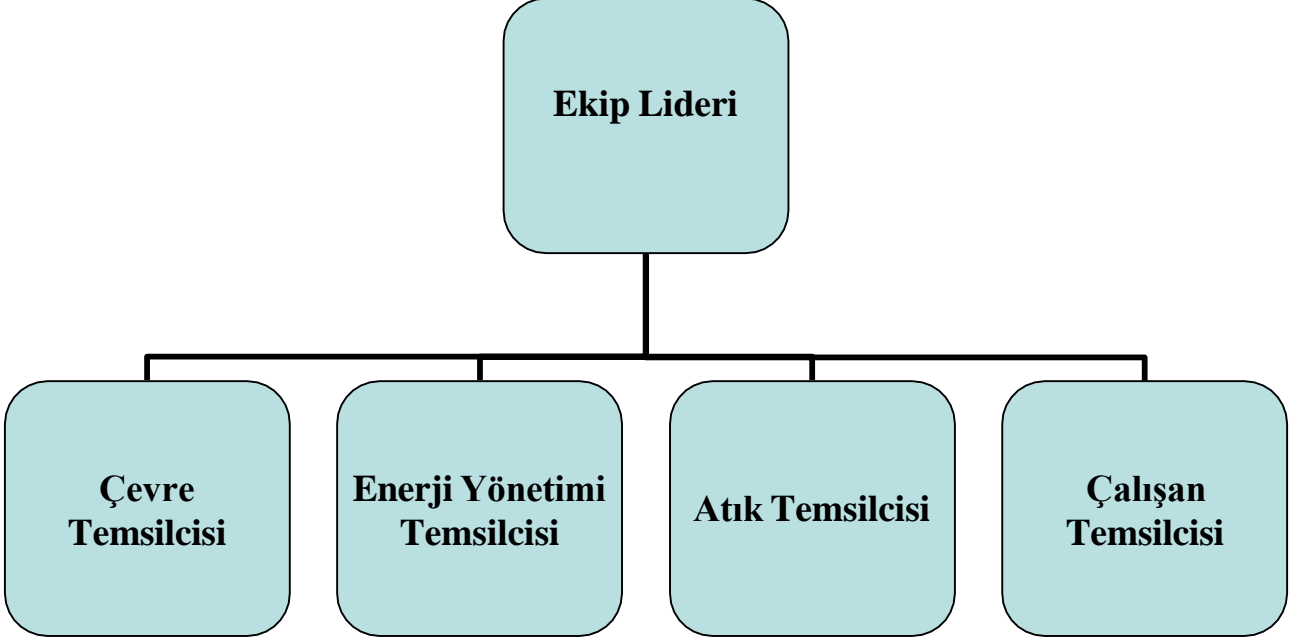 Ekip Lideri
Çevre
Temsilcisi
Enerji Yönetimi
Temsilcisi
Atık Temsilcisi
Çalışan
Temsilcisi